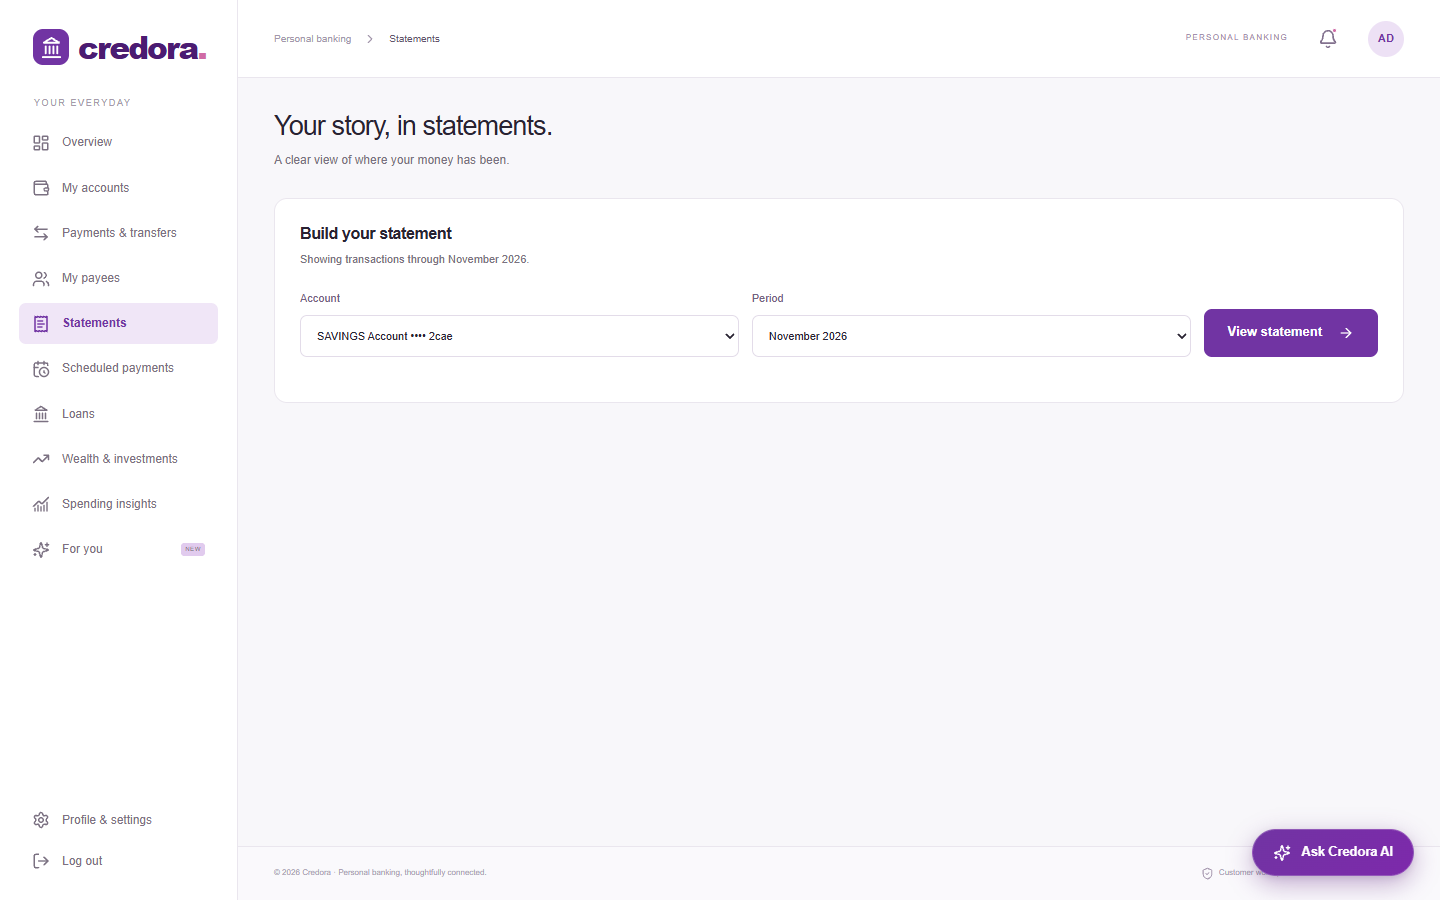 credora.
YOUR EVERYDAY
Overview
My accounts
Payments & transfers
My payees
Statements
Scheduled payments
Loans
Wealth & investments
Spending insights
For you
NEW
Profile & settings
Log out
Personal banking
Statements
PERSONAL BANKING
AD
Your story, in statements.
A clear view of where your money has been.
Build your statement
Showing transactions through November 2026.
Account
Period
SAVINGS Account •••• 2cae
November 2026
View statement
© 2026 Credora · Personal banking, thoughtfully connected.
Customer
Ask Credora AI